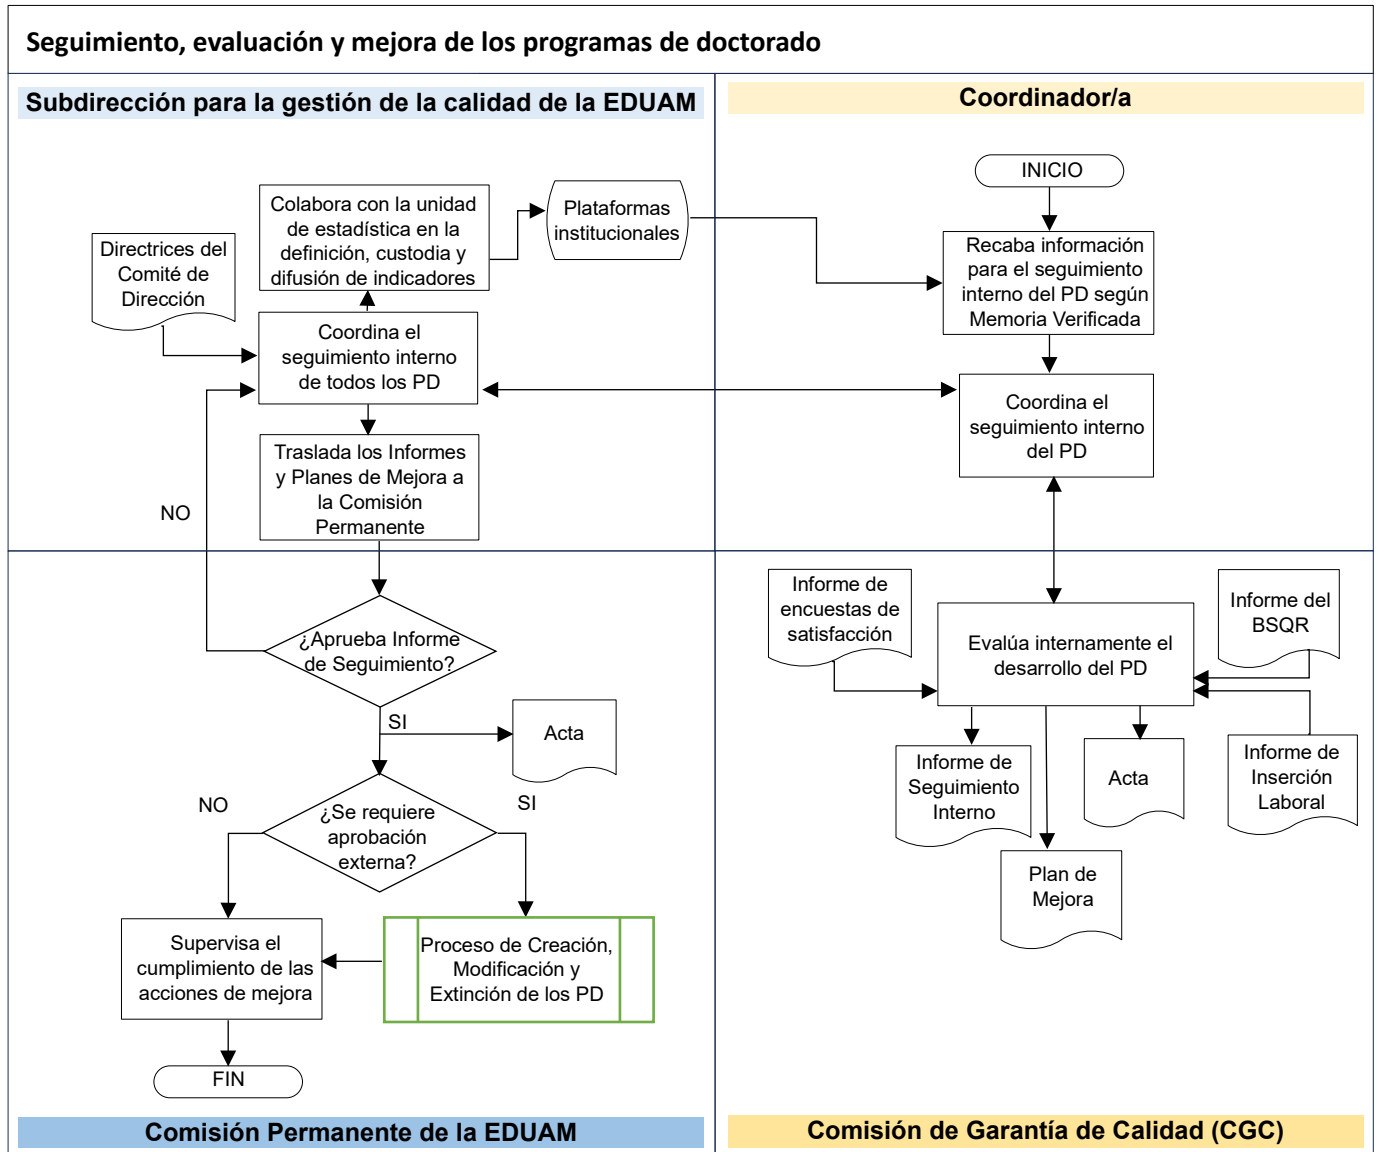 Seguimiento, evaluación y mejora de los programas de doctorado
Subdirección para la gestión de la calidad de la EDUAM
Colabora con la unidad
de estadística en la
definición, custodia y
difusión de indicadores
Plataformas
institucionales
Directrices del
Comité de
Dirección
Coordina el
seguimiento interno
de todos los PD
Traslada los Informes
y Planes de Mejora a
la Comisión
Permanente
NO
Coordinador/a
INICIO
Recaba información
para el seguimiento
interno del PD según
Memoria Verificada
Coordina el
seguimiento interno
del PD
¿Aprueba Informe
de Seguimiento?
SI
Acta
NO
SI
¿Se requiere
aprobación
externa?
Supervisa el
cumplimiento de las
acciones de mejora
Proceso de Creación,
Modificación y
Extinción de los PD
FIN
Comisión Permanente de la EDUAM
Informe de
encuestas de
satisfacción
Evalúa internamente el
desarrollo del PD
Informe del
BSQR
Informe de
Seguimiento
Interno
Acta
Informe de
Inserción
Laboral
Plan de
Mejora
Comisión de Garantía de Calidad (CGC)